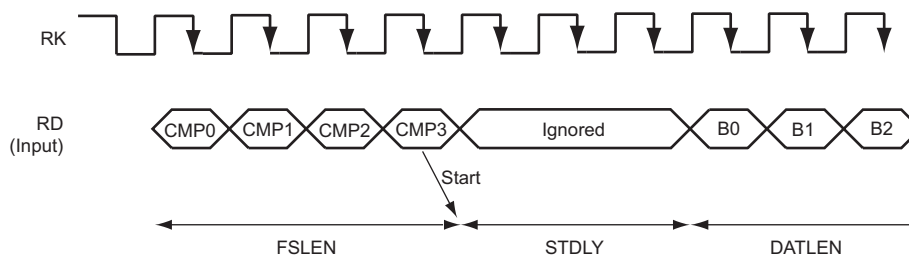 RK
RD
(Input)
CMP0 CMP1 CMP2 CMP3 Ignored B0 B1 B2
Start
FSLEN STDLY DATLEN